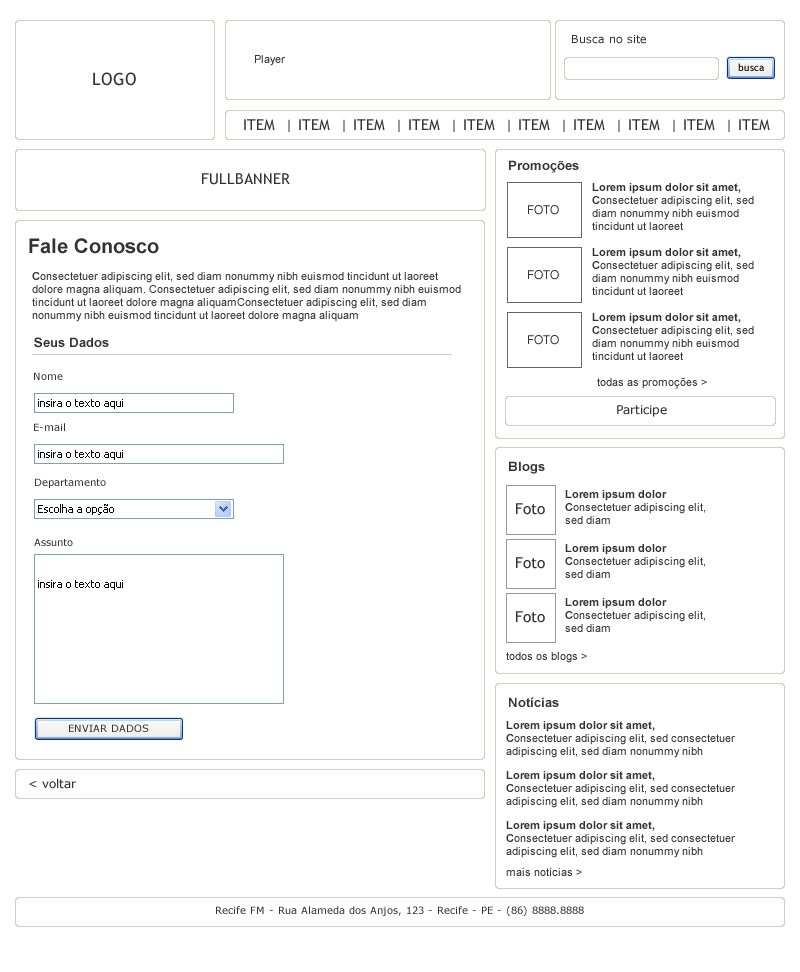 LOGO
Player
Busca no site
busca
ITEM | ITEM | ITEM | ITEM | ITEM | ITEM | ITEM | ITEM | ITEM | ITEM
FULLBANNER
Fale Conosco
Consectetuer adipiscing elit, sed diam nonummy nibh euismod tincidunt ut laoreet
dolore magna aliquam. Consectetuer adipiscing elit, sed diam nonummy nibh euismod
tincidunt ut laoreet dolore magna aliquamConsectetuer adipiscing elit, sed diam
nonummy nibh euismod tincidunt ut laoreet dolore magna aliquam
Seus Dados
Nome
insira o texto aqui
E-mail
insira o texto aqui
Departamento
Escolha a opção
Assunto
insira o texto aqui
ENVIAR DADOS
< voltar
Promoções
FOTO
Lorem ipsum dolor sit amet,
Consectetuer adipiscing elit, sed
diam nonummy nibh euismod
tincidunt ut laoreet
FOTO
Lorem ipsum dolor sit amet,
Consectetuer adipiscing elit, sed
diam nonummy nibh euismod
tincidunt ut laoreet
FOTO
Lorem ipsum dolor sit amet,
Consectetuer adipiscing elit, sed
diam nonummy nibh euismod
tincidunt ut laoreet
todas as promoções >
Participe
Blogs
Foto
Lorem ipsum dolor
Consectetuer adipiscing elit,
sed diam
Foto
Lorem ipsum dolor
Consectetuer adipiscing elit,
sed diam
Foto
Lorem ipsum dolor
Consectetuer adipiscing elit,
sed diam
todos os blogs >
Notícias
Lorem ipsum dolor sit amet,
Consectetuer adipiscing elit, sed consectetuer
adipiscing elit, sed diam nonummy nibh
Lorem ipsum dolor sit amet,
Consectetuer adipiscing elit, sed consectetuer
adipiscing elit, sed diam nonummy nibh
Lorem ipsum dolor sit amet,
Consectetuer adipiscing elit, sed consectetuer
adipiscing elit, sed diam nonummy nibh
mais notícias >
Recife FM - Rua Alameda dos Anjos, 123 - Recife - PE - (86) 8888.8888